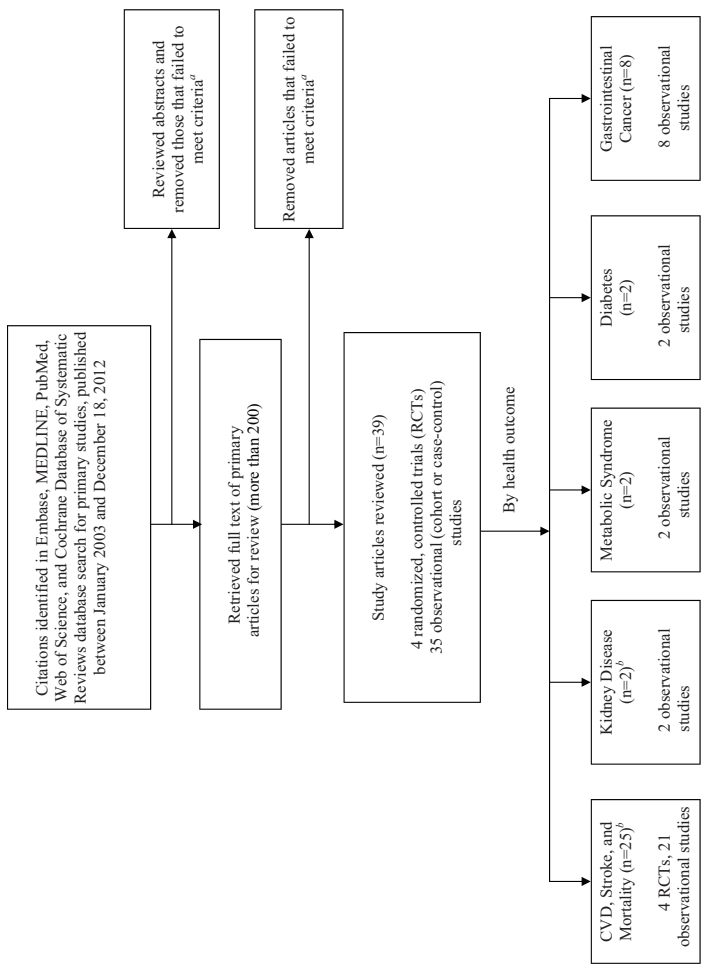 Citations identified in Embase, MEDLINE, PubMed,
Web of Science, and Cochrane Database of Systematic
Reviews database search for primary studies, published
between January 2003 and December 18, 2012
Reviewed abstracts and
removed those that failed to
meet criteria^a
Retrieved full text of primary
articles for review (more than 200)
Removed articles that failed to
meet criteria^a
Study articles reviewed (n=39)
4 randomized, controlled trials (RCTs)
35 observational (cohort or case-control)
studies
By health outcome
CVD, Stroke, and
Mortality (n=25)^b
4 RCTs, 21
observational studies
Kidney Disease
(n=2)^b
2 observational
studies
Metabolic Syndrome
(n=2)
2 observational
studies
Diabetes
(n=2)
2 observational
studies
Gastrointestinal
Cancer (n=8)
8 observational
studies